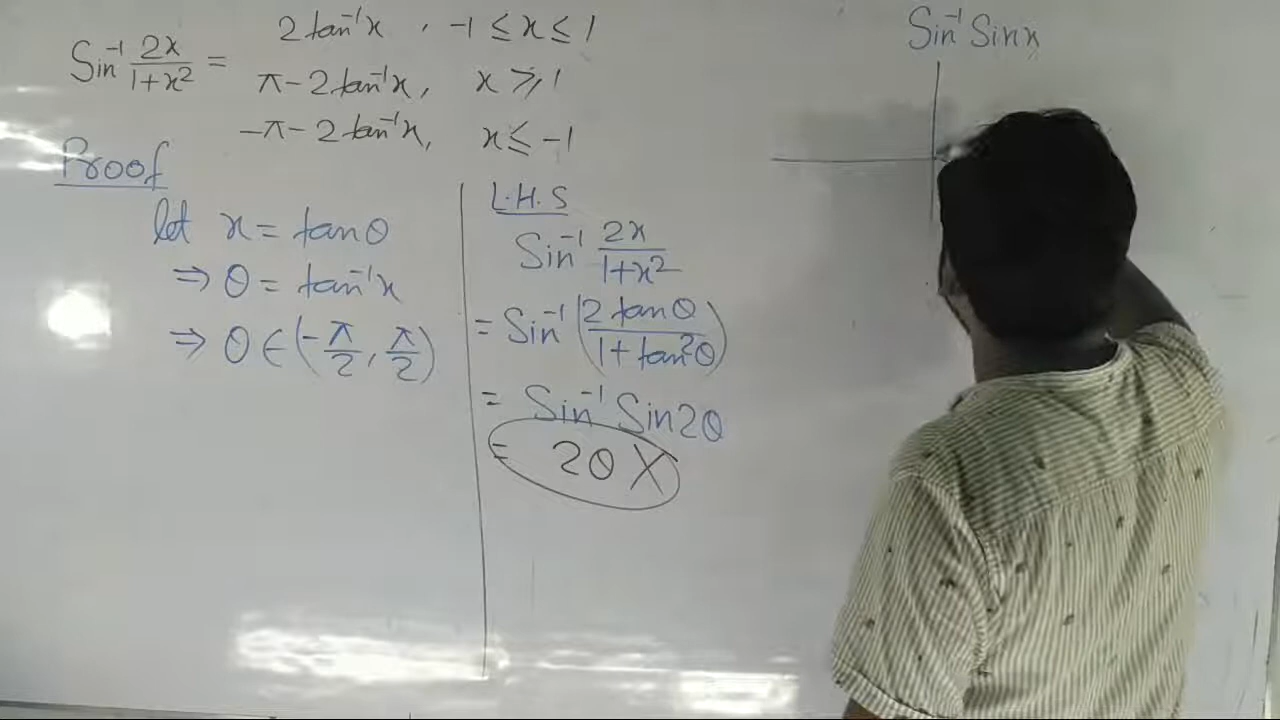 Sin⁻¹ 2x/1+x² = 2tan⁻¹x , -1 ≤ x ≤ 1
π - 2tan⁻¹x, x ≥ 1
-π - 2tan⁻¹x, x ≤ -1
Proof
let x = tanθ
⇒ θ = tan⁻¹x
⇒ θ ∈ (-π/2, π/2)
L.H.S
Sin⁻¹ 2x/1+x²
= Sin⁻¹ (2tanθ/1+tan²θ)
= Sin⁻¹ Sin2θ
= 2θ X
Sin⁻¹ Sinx